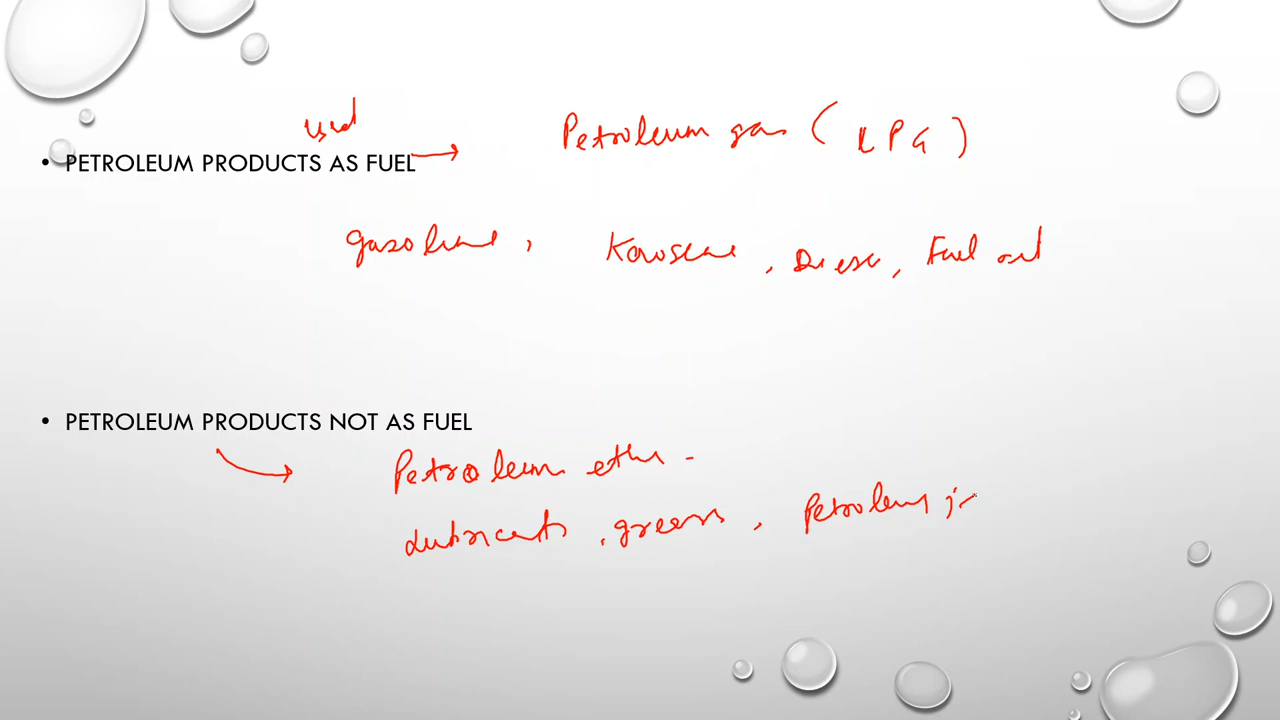 used
• PETROLEUM PRODUCTS AS FUEL → Petroleum gas (LPG)
gasoline, Kerosene, Diesel, Fuel oil
• PETROLEUM PRODUCTS NOT AS FUEL
Petroleum ether
Lubricants, greases, Petroleum